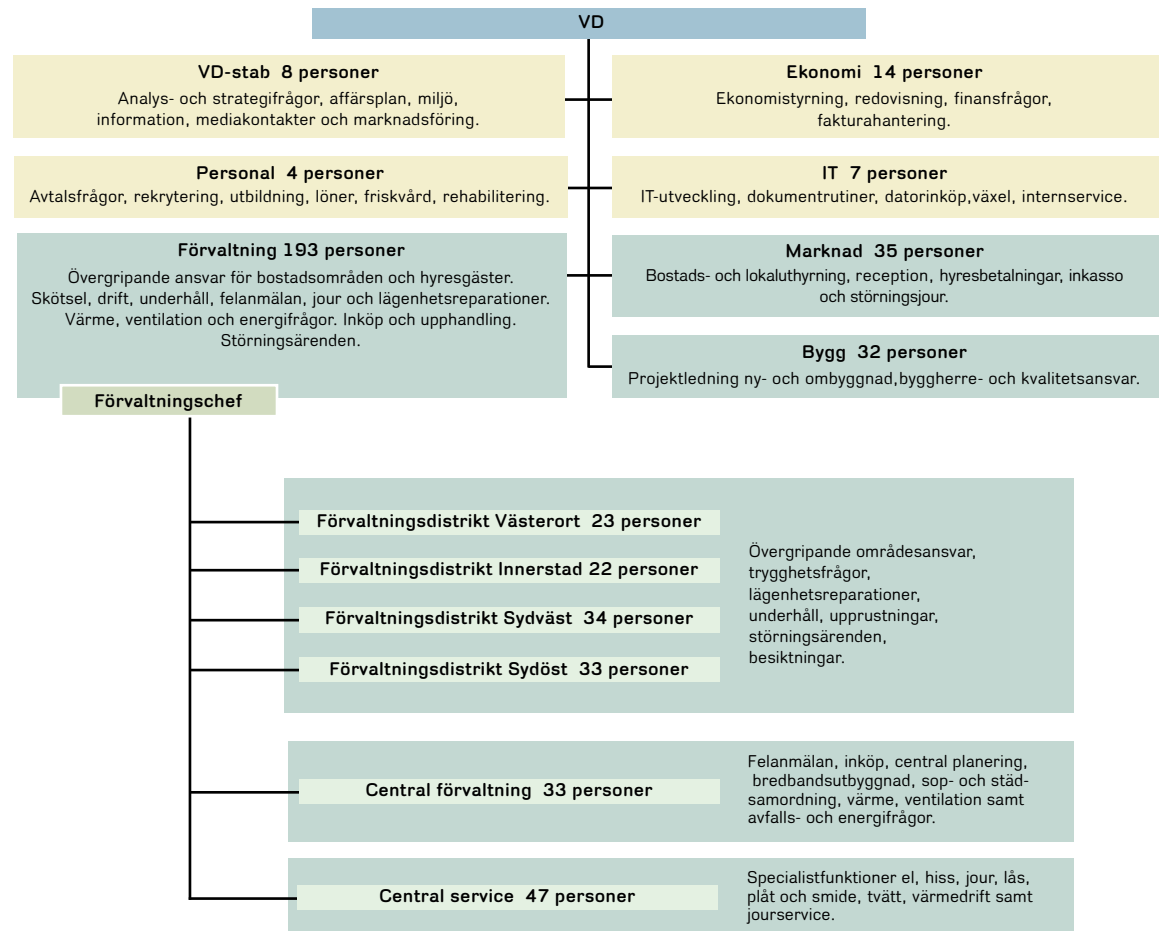 VD
VD-stab 8 personer
Analys- och strategifrågor, affärsplan, miljö,
information, mediakontakter och marknadsföring.
Ekonomi 14 personer
Ekonomistyrning, redovisning, finansfrågor,
fakturahantering.
Personal 4 personer
Avtalsfrågor, rekrytering, utbildning, löner, friskvård, rehabilitering.
IT 7 personer
IT-utveckling, dokumentrutiner, datorinköp,växel, internservice.
Förvaltning 193 personer
Övergripande ansvar för bostadsområden och hyresgäster.
Skötsel, drift, underhåll, felanmälan, jour och lägenhetsreparationer.
Värme, ventilation och energifrågor. Inköp och upphandling.
Störningsärenden.
Marknad 35 personer
Bostads- och lokaluthyrning, reception, hyresbetalningar, inkasso
och störningsjour.
Bygg 32 personer
Projektledning ny- och ombyggnad,byggherre- och kvalitetsansvar.
Förvaltningschef
Förvaltningsdistrikt Västerort 23 personer
Förvaltningsdistrikt Innerstad 22 personer
Förvaltningsdistrikt Sydväst 34 personer
Förvaltningsdistrikt Sydöst 33 personer
Övergripande områdesansvar,
trygghetsfrågor,
lägenhetsreparationer,
underhåll, upprustningar,
störningsärenden,
besiktningar.
Central förvaltning 33 personer
Felanmälan, inköp, central planering,
bredbandsutbyggnad, sop- och städ-
samordning, värme, ventilation samt
avfalls- och energifrågor.
Central service 47 personer
Specialistfunktioner el, hiss, jour, lås,
plåt och smide, tvätt, värmedrift samt
jourservice.